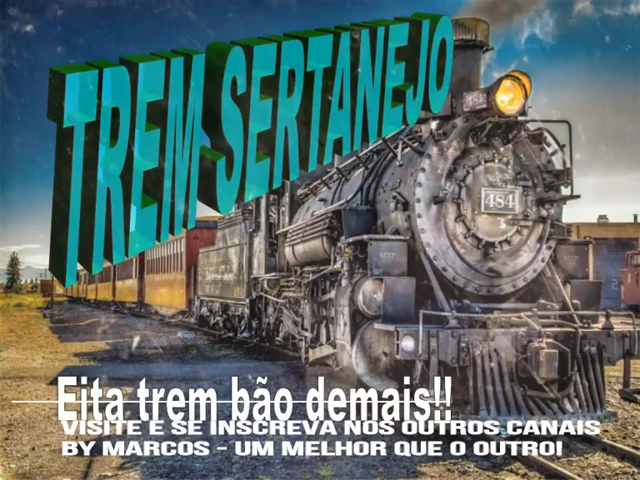 TREM SERTANEJO
484
Eita trem bão demais!!
VISITE E SE INSCREVA NOS OUTROS CANAIS
BY MARCOS - UM MELHOR QUE O OUTRO!